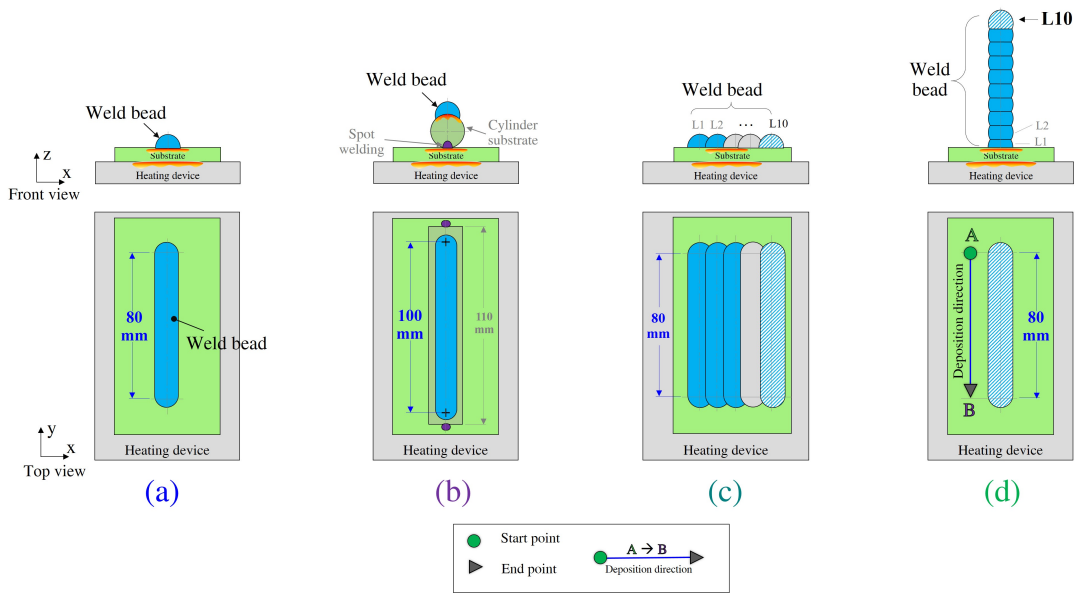 Weld bead
z
x
Front view
Substrate
Heating device
80
mm
Weld bead
y
x
Top view
Heating device
(a)
Weld bead
Spot
welding
Cylinder
substrate
Substrate
Heating device
100
mm
110
mm
Heating device
(b)
Weld bead
L1 L2 ... L10
Substrate
Heating device
80
mm
Heating device
(c)
L10
Weld
bead
L2
L1
Substrate
Heating device
A
Deposition direction
B
80
mm
Heating device
(d)
Start point
End point
A → B
Deposition direction